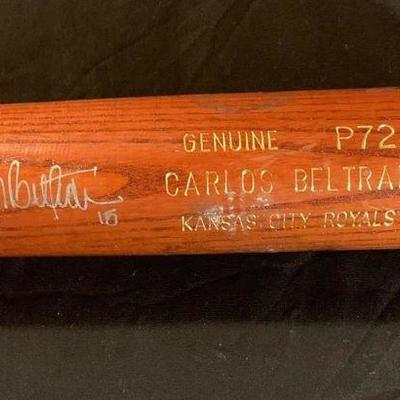 GENUINE P72
CARLOS BELTRA
KANSAS CITY ROYALS
15